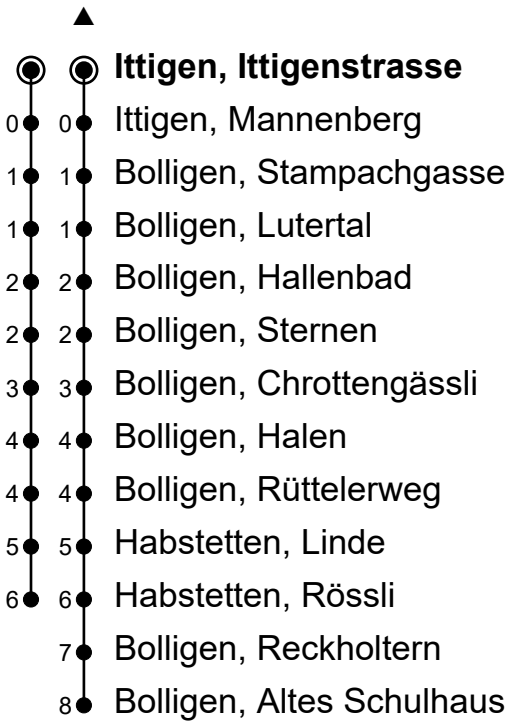 ▲
Ittigen, Ittigenstrasse
0 0 Ittigen, Mannenberg
1 1 Bolligen, Stampachgasse
1 1 Bolligen, Lutertal
2 2 Bolligen, Hallenbad
2 2 Bolligen, Sternen
3 3 Bolligen, Chrottengässli
4 4 Bolligen, Halen
4 4 Bolligen, Rüttelerweg
5 5 Habstetten, Linde
6 6 Habstetten, Rössli
7 Bolligen, Reckholtern
8 Bolligen, Altes Schulhaus